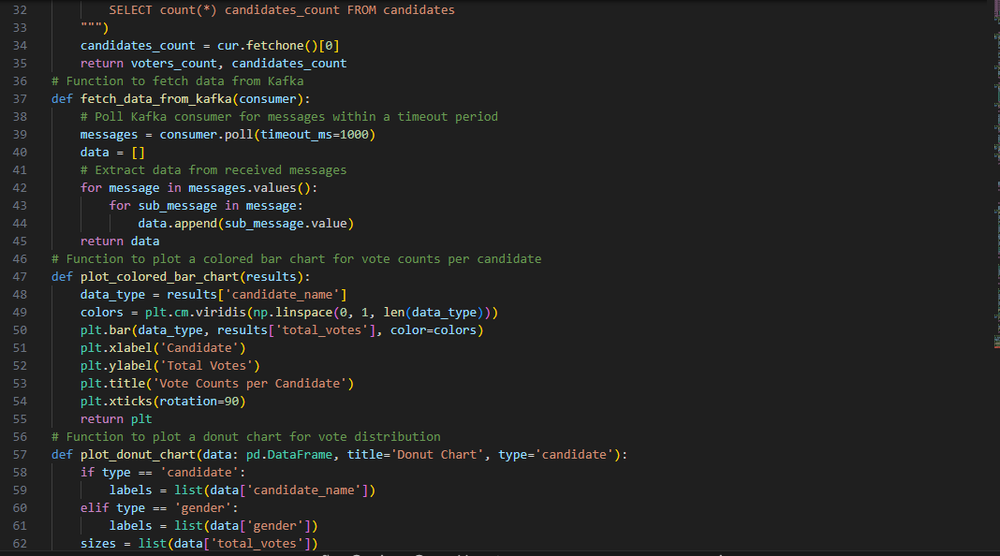 32 SELECT count(*) candidates_count FROM candidates
33 """)
34 candidates_count = cur.fetchone()[0]
35 return voters_count, candidates_count
36 # Function to fetch data from Kafka
37 def fetch_data_from_kafka(consumer):
38 # Poll Kafka consumer for messages within a timeout period
39 messages = consumer.poll(timeout_ms=1000)
40 data = []
41 # Extract data from received messages
42 for message in messages.values():
43 for sub_message in message:
44 data.append(sub_message.value)
45 return data
46 # Function to plot a colored bar chart for vote counts per candidate
47 def plot_colored_bar_chart(results):
48 data_type = results['candidate_name']
49 colors = plt.cm.viridis(np.linspace(0, 1, len(data_type)))
50 plt.bar(data_type, results['total_votes'], color=colors)
51 plt.xlabel('Candidate')
52 plt.ylabel('Total Votes')
53 plt.title('Vote Counts per Candidate')
54 plt.xticks(rotation=90)
55 return plt
56 # Function to plot a donut chart for vote distribution
57 def plot_donut_chart(data: pd.DataFrame, title='Donut Chart', type='candidate'):
58 if type == 'candidate':
59 labels = list(data['candidate_name'])
60 elif type == 'gender':
61 labels = list(data['gender'])
62 sizes = list(data['total_votes'])